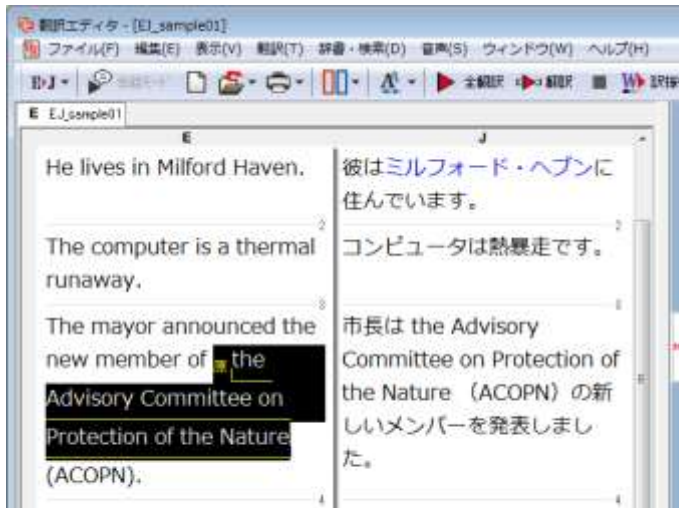 翻訳エディタ - [EJ_sample01]
ファイル(F) 編集(E) 表示(V) 翻訳(T) 辞書・検索(D) 音声(S) ウィンドウ(W) ヘルプ(H)
全翻訳 翻訳
E EJ_sample01
E J
He lives in Milford Haven.
彼はミルフォード・ヘブンに
住んでいます。
2 2
The computer is a thermal
runaway.
コンピュータは熱暴走です。
3 3
The mayor announced the
new member of the
Advisory Committee on
Protection of the Nature
(ACOPN).
市長は the Advisory
Committee on Protection of
the Nature （ACOPN）の新
しいメンバーを発表しまし
た。
4 4